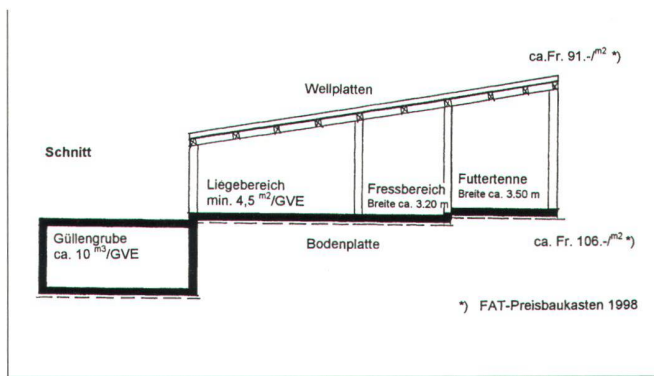 ca.Fr. 91.-/m2 *)
Wellplatten
Schnitt
Liegebereich
min. 4,5 m2/GVE
Fressbereich
Breite ca. 3.20 m
Futtertenne
Breite ca. 3.50 m
Güllengrube
ca. 10 m3/GVE
Bodenplatte
ca. Fr. 106.-/m2 *)
*) FAT-Preisbaukasten 1998